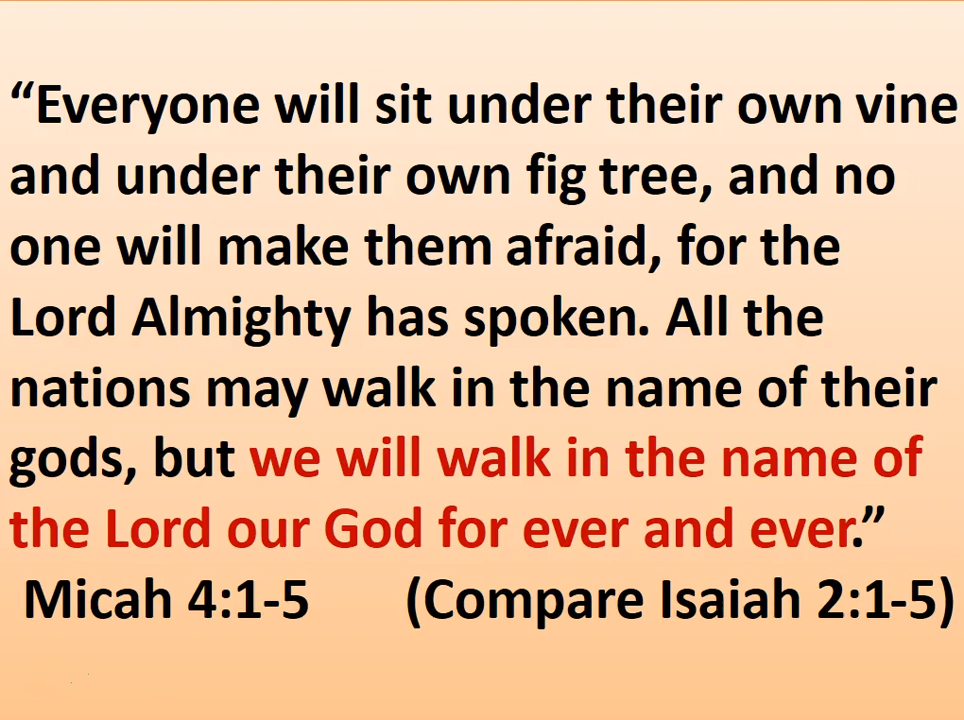 “Everyone will sit under their own vine
and under their own fig tree, and no
one will make them afraid, for the
Lord Almighty has spoken. All the
nations may walk in the name of their
gods, but we will walk in the name of
the Lord our God for ever and ever.”
Micah 4:1-5 (Compare Isaiah 2:1-5)